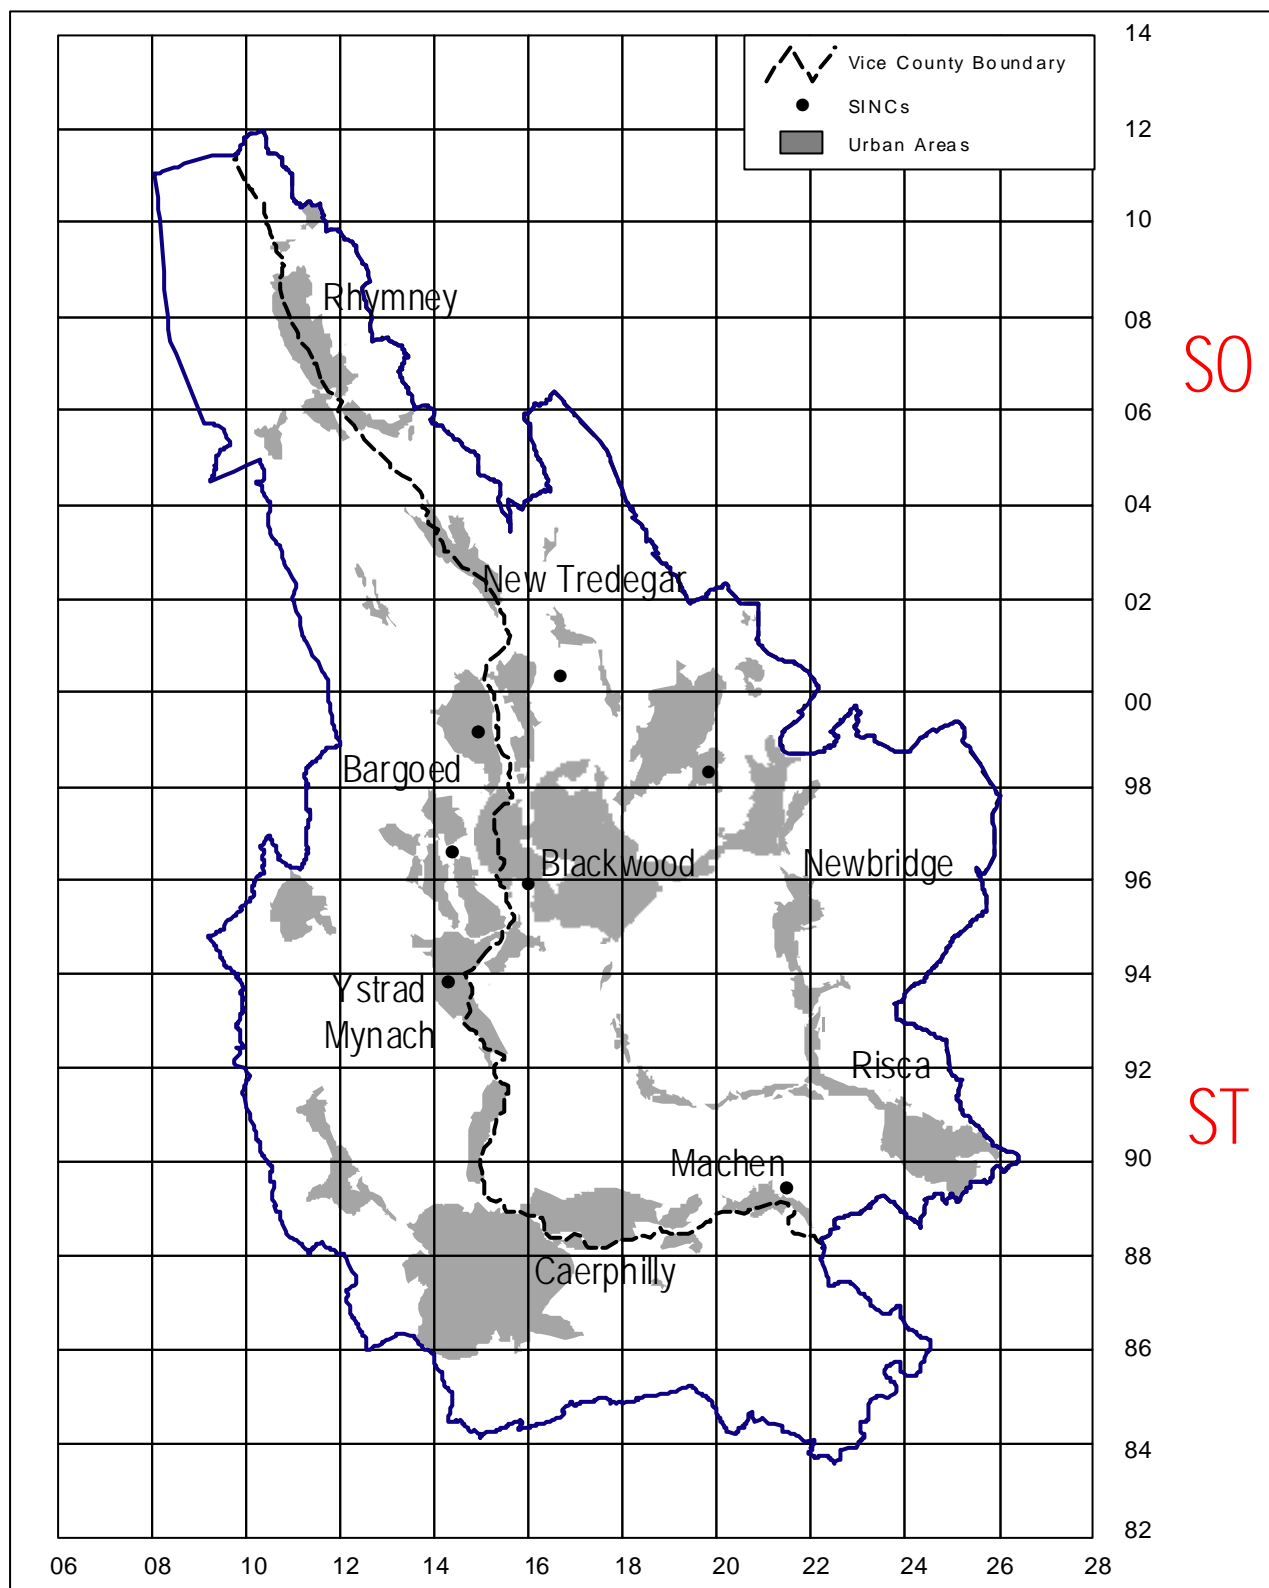 14
Vice County Boundary
SINCs
12
Urban Areas
10
Rhymney
08
SO
06
04
New Tredegar
02
00
Bargoed
98
Blackwood
Newbridge
96
94
Ystrad
Mynach
Risca
92
ST
Machen
90
88
Caerphilly
86
84
82
06 08 10 12 14 16 18 20 22 24 26 28